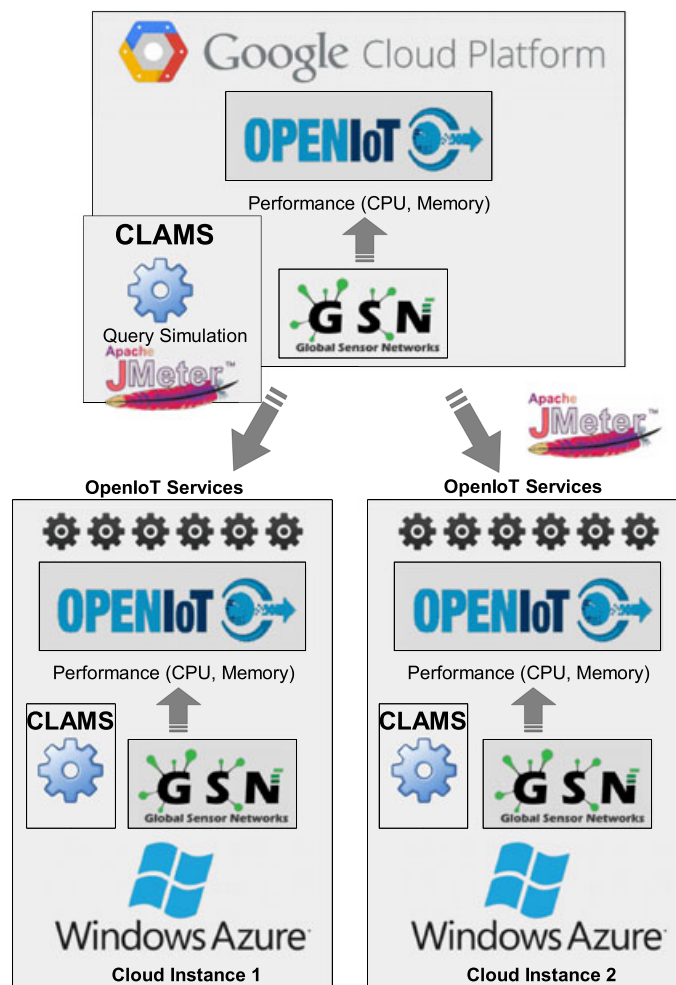 Google Cloud Platform
OPENIoT
Performance (CPU, Memory)
CLAMS
Query Simulation
Apache
JMeter™
GSN
Global Sensor Networks
Apache
JMeter™
OpenIoT Services
OpenIoT Services
OPENIoT
OPENIoT
Performance (CPU, Memory)
Performance (CPU, Memory)
CLAMS
GSN
Global Sensor Networks
CLAMS
GSN
Global Sensor Networks
Windows Azure
Windows Azure
Cloud Instance 1
Cloud Instance 2